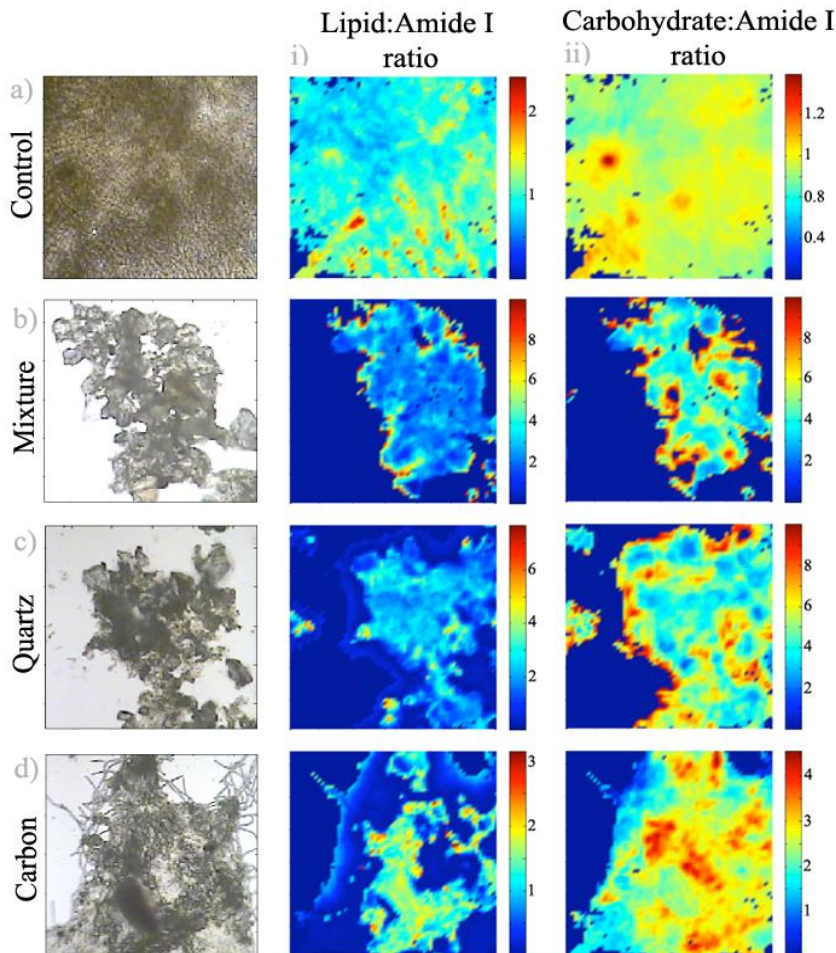 Lipid:Amide I
ratio
Carbohydrate:Amide I
ratio
i)
ii)
a)
Control
2
1
1.2
0.8
0.4
b)
Mixture
8
6
4
2
8
6
4
2
c)
Quartz
6
4
2
8
6
4
2
d)
Carbon
3
2
1
4
3
2
1